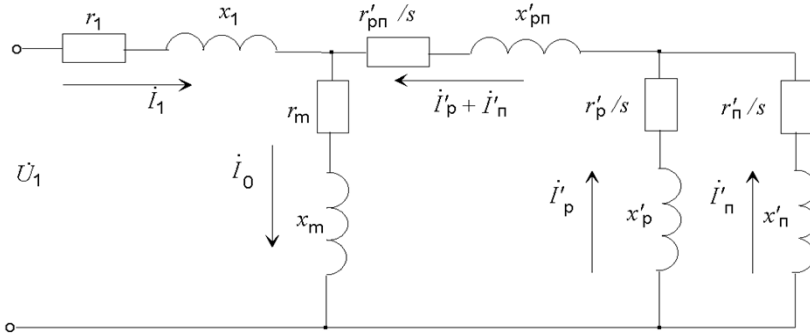 r₁
x₁
r′рп /s
x′рп
İ₁
rm
İ′р + İ′п
r′р /s
r′п /s
U̇₁
İ₀
xm
İ′р
x′р
İ′п
x′п